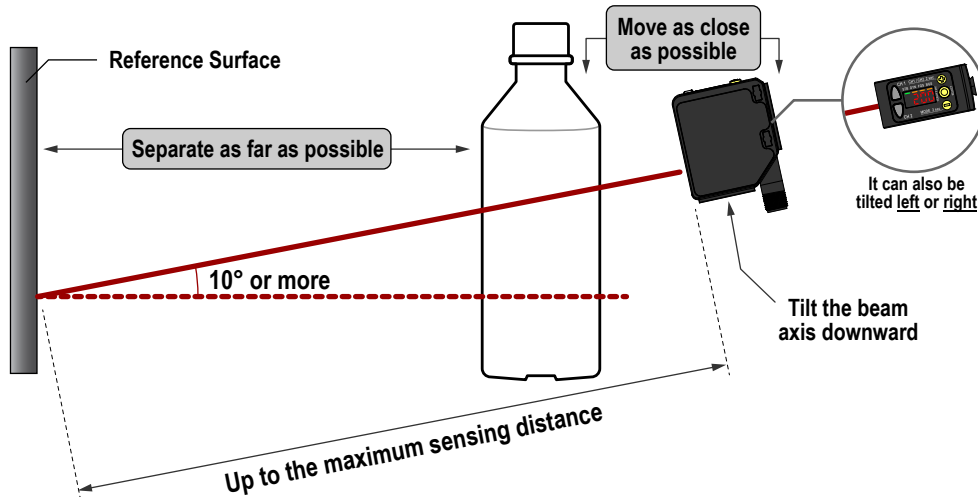 Reference Surface
Move as close
as possible
Separate as far as possible
It can also be
tilted left or right
10° or more
Tilt the beam
axis downward
Up to the maximum sensing distance